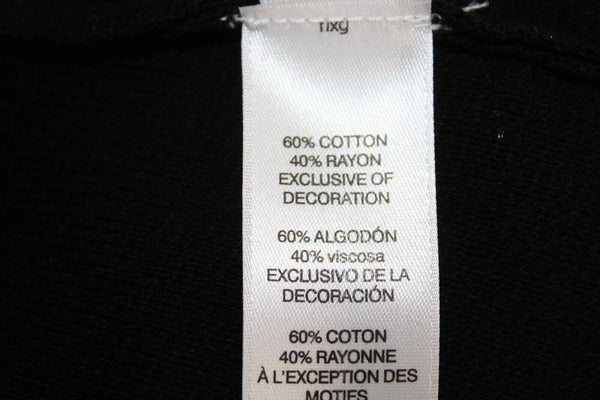 60% COTTON
40% RAYON
EXCLUSIVE OF
DECORATION
60% ALGODÓN
40% viscosa
EXCLUSIVO DE LA
DECORACIÓN
60% COTON
40% RAYONNE
À L'EXCEPTION DES
MOTIFS